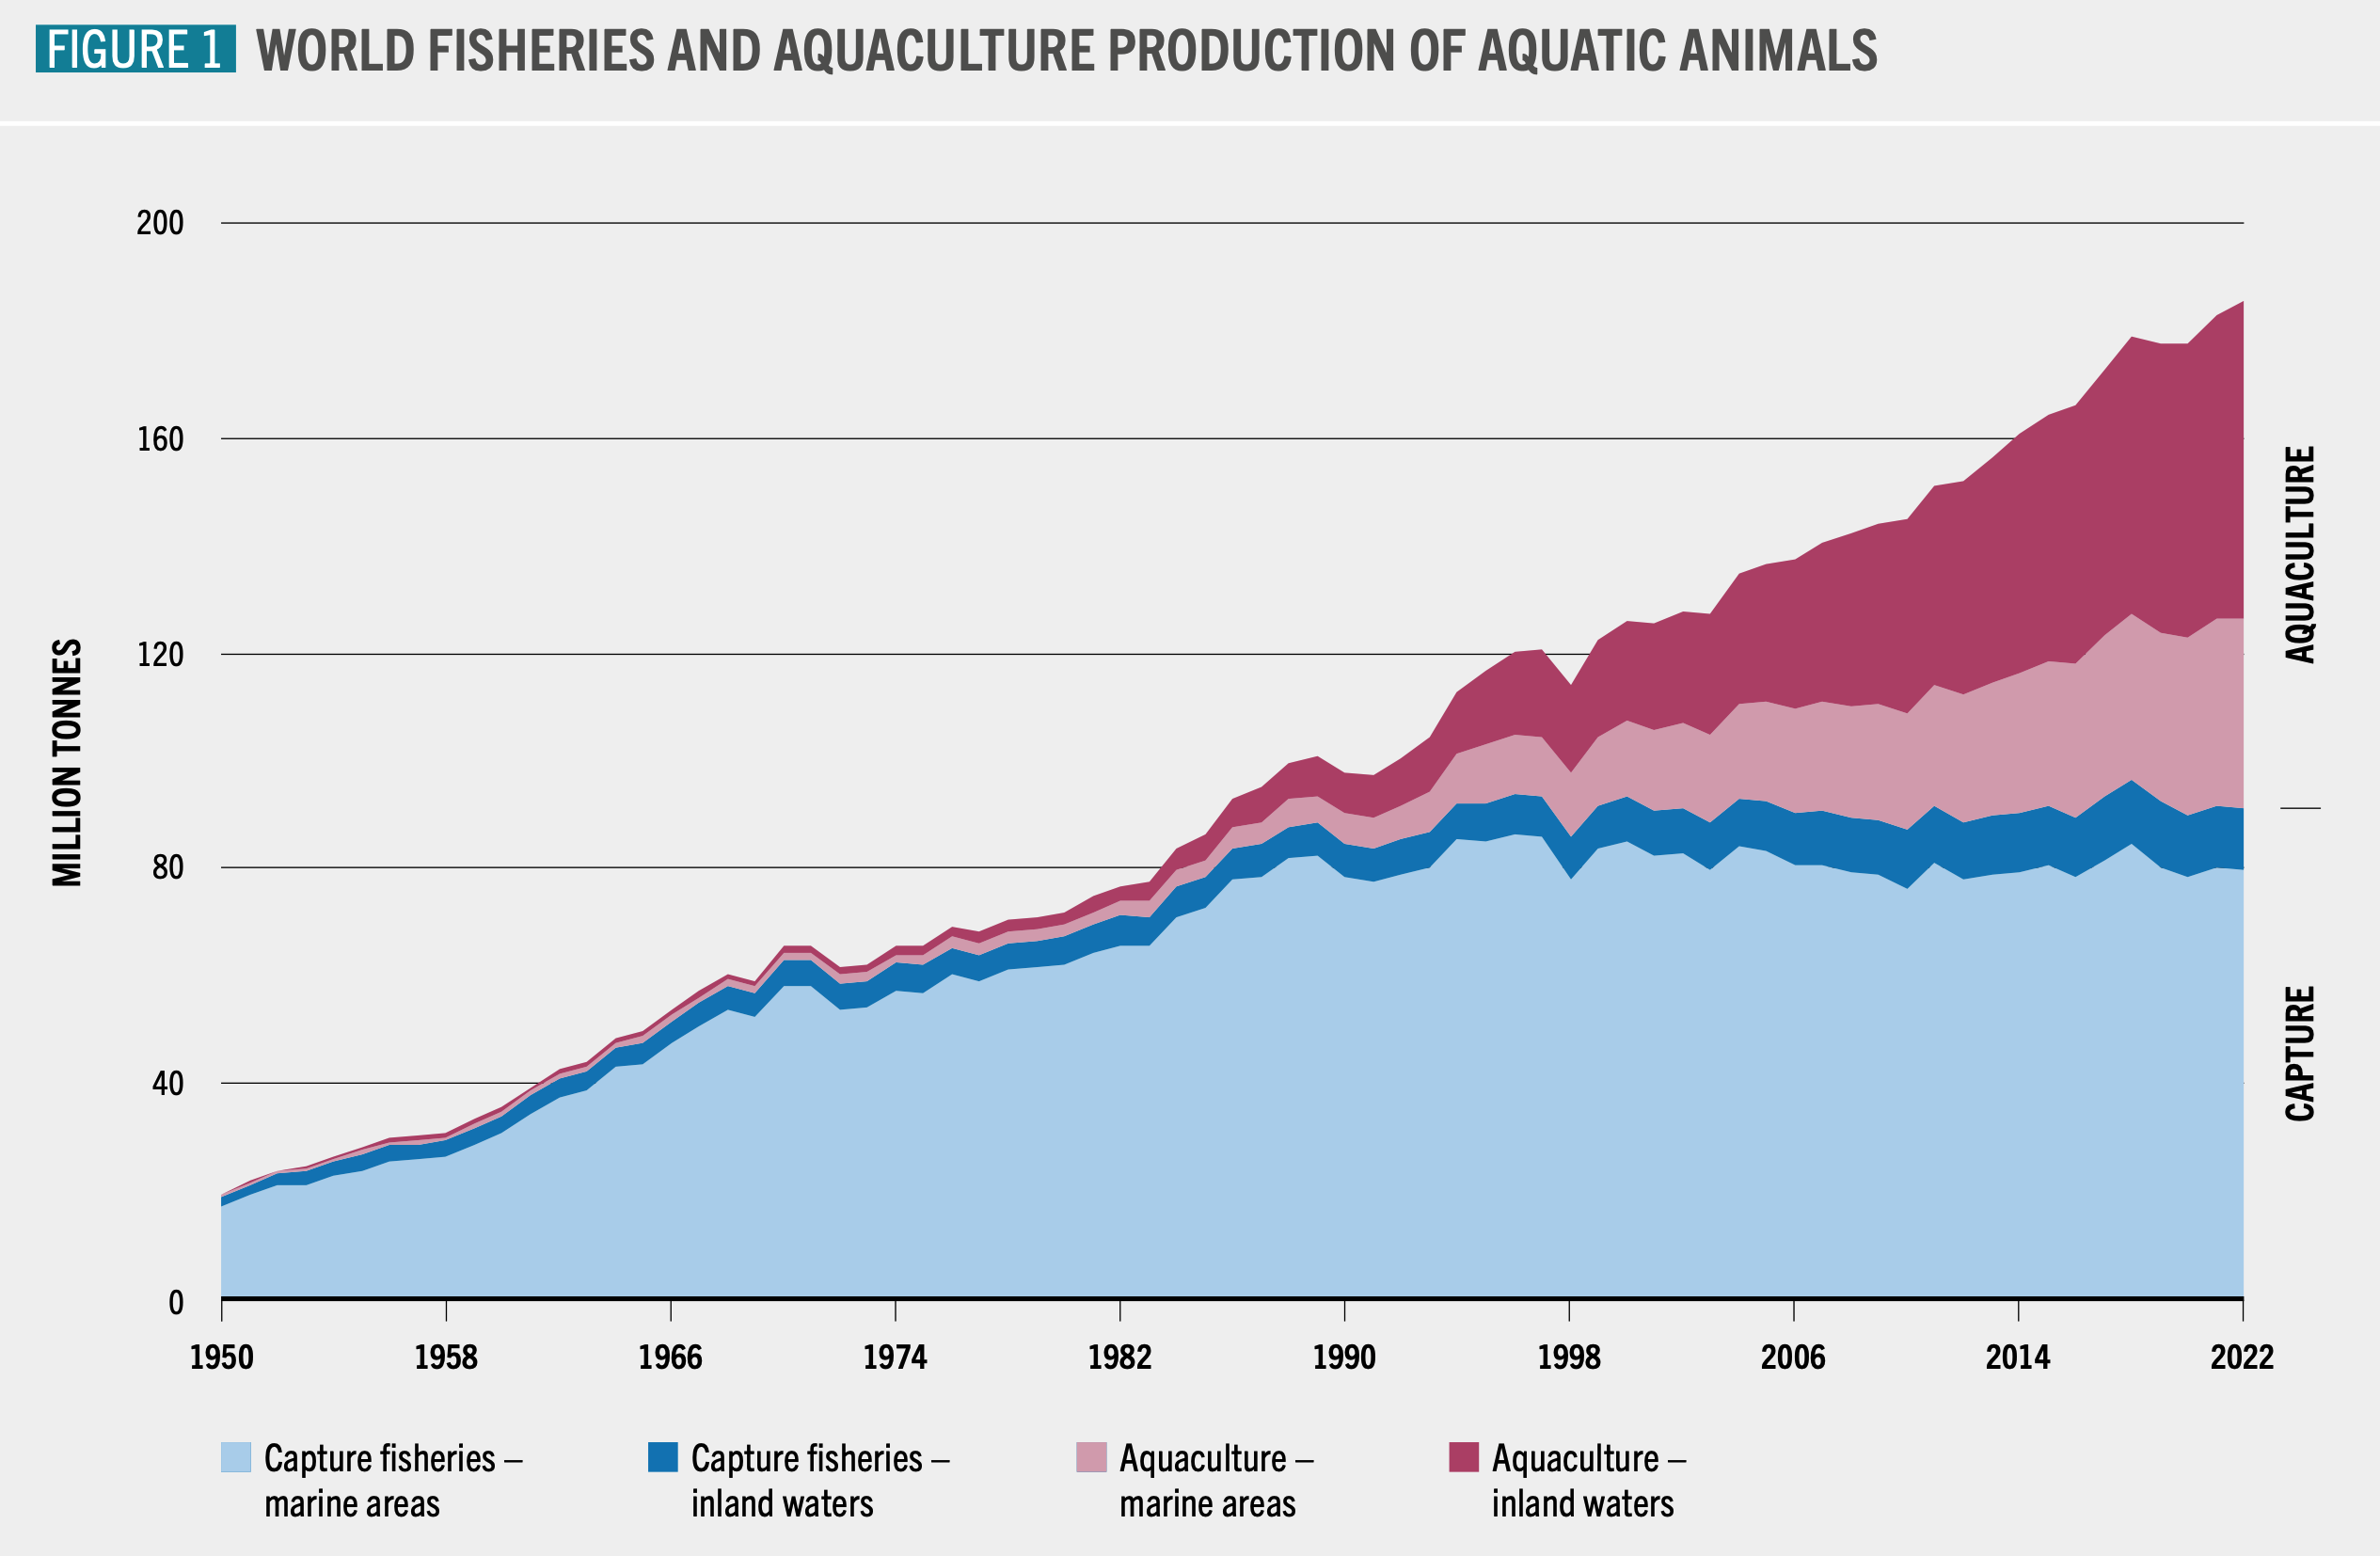 FIGURE 1 WORLD FISHERIES AND AQUACULTURE PRODUCTION OF AQUATIC ANIMALS
200
160
120
80
40
0
MILLION TONNES
AQUACULTURE
CAPTURE
1950 1958 1966 1974 1982 1990 1998 2006 2014 2022
Capture fisheries –
marine areas
Capture fisheries –
inland waters
Aquaculture –
marine areas
Aquaculture –
inland waters